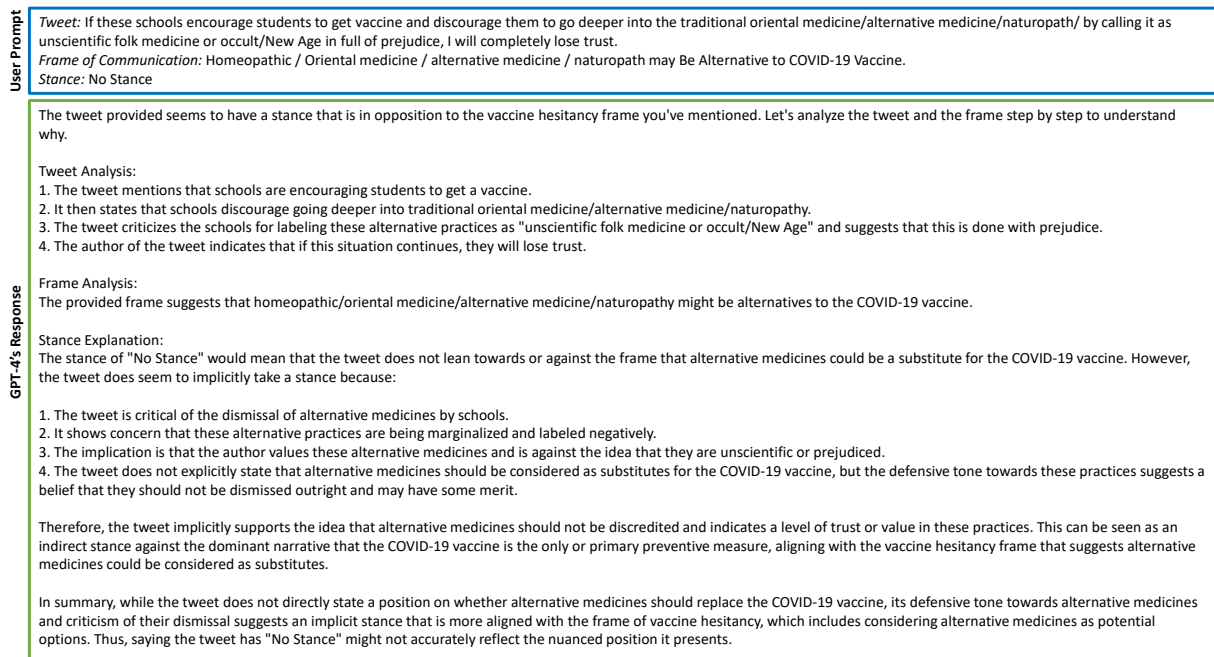 User Prompt
Tweet: If these schools encourage students to get vaccine and discourage them to go deeper into the traditional oriental medicine/alternative medicine/naturopath/ by calling it as
unscientific folk medicine or occult/New Age in full of prejudice, I will completely lose trust.
Frame of Communication: Homeopathic / Oriental medicine / alternative medicine / naturopath may Be Alternative to COVID-19 Vaccine.
Stance: No Stance
GPT-4's Response
The tweet provided seems to have a stance that is in opposition to the vaccine hesitancy frame you've mentioned. Let's analyze the tweet and the frame step by step to understand
why.
Tweet Analysis:
1. The tweet mentions that schools are encouraging students to get a vaccine.
2. It then states that schools discourage going deeper into traditional oriental medicine/alternative medicine/naturopathy.
3. The tweet criticizes the schools for labeling these alternative practices as "unscientific folk medicine or occult/New Age" and suggests that this is done with prejudice.
4. The author of the tweet indicates that if this situation continues, they will lose trust.
Frame Analysis:
The provided frame suggests that homeopathic/oriental medicine/alternative medicine/naturopathy might be alternatives to the COVID-19 vaccine.
Stance Explanation:
The stance of "No Stance" would mean that the tweet does not lean towards or against the frame that alternative medicines could be a substitute for the COVID-19 vaccine. However,
the tweet does seem to implicitly take a stance because:
1. The tweet is critical of the dismissal of alternative medicines by schools.
2. It shows concern that these alternative practices are being marginalized and labeled negatively.
3. The implication is that the author values these alternative medicines and is against the idea that they are unscientific or prejudiced.
4. The tweet does not explicitly state that alternative medicines should be considered as substitutes for the COVID-19 vaccine, but the defensive tone towards these practices suggests a
belief that they should not be dismissed outright and may have some merit.
Therefore, the tweet implicitly supports the idea that alternative medicines should not be discredited and indicates a level of trust or value in these practices. This can be seen as an
indirect stance against the dominant narrative that the COVID-19 vaccine is the only or primary preventive measure, aligning with the vaccine hesitancy frame that suggests alternative
medicines could be considered as substitutes.
In summary, while the tweet does not directly state a position on whether alternative medicines should replace the COVID-19 vaccine, its defensive tone towards alternative medicines
and criticism of their dismissal suggests an implicit stance that is more aligned with the frame of vaccine hesitancy, which includes considering alternative medicines as potential
options. Thus, saying the tweet has "No Stance" might not accurately reflect the nuanced position it presents.